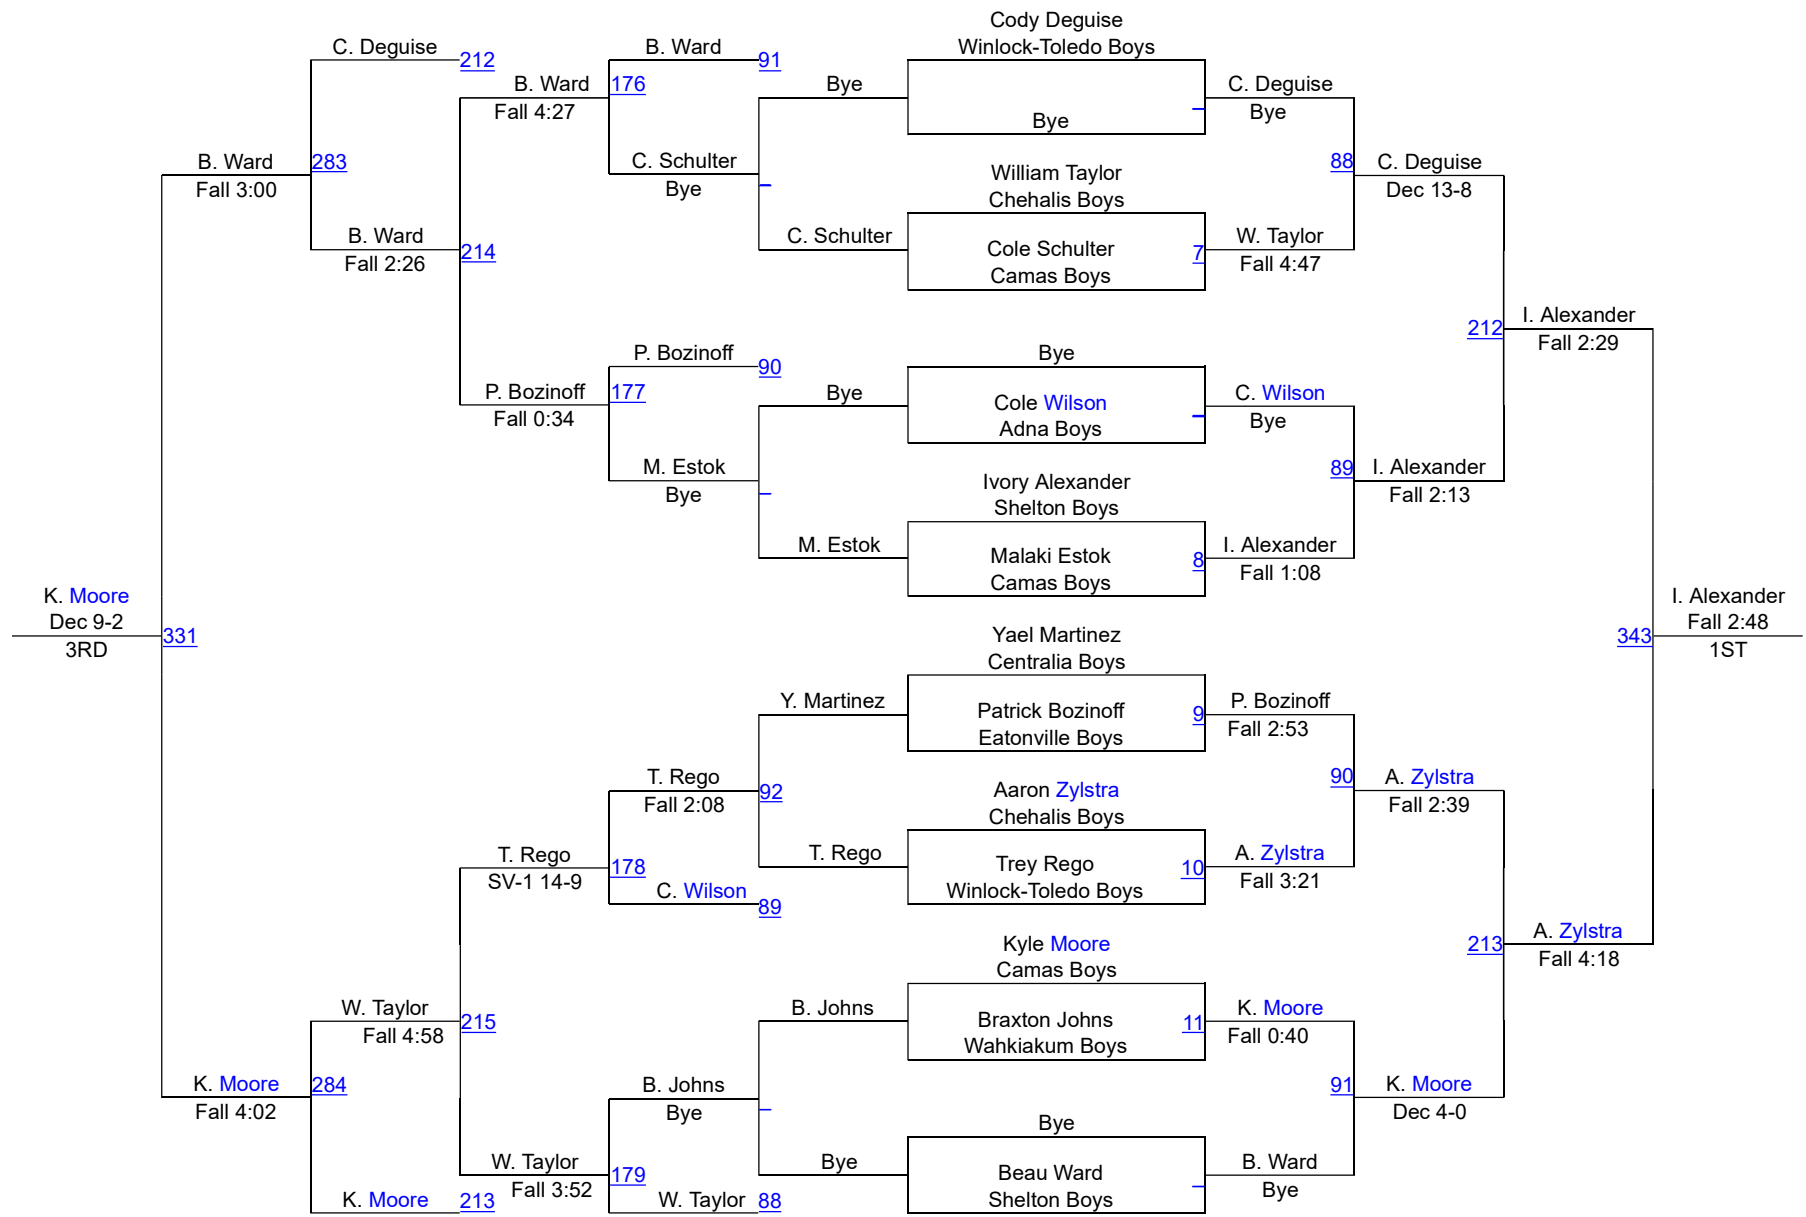 Cody Deguise
Winlock-Toledo Boys
C. Deguise
212
B. Ward
91
B. Ward
Fall 4:27
176
Bye
Bye
C. Deguise
Bye
B. Ward
Fall 3:00
283
C. Schulter
Bye
William Taylor
Chehalis Boys
88
C. Deguise
Dec 13-8
B. Ward
Fall 2:26
214
C. Schulter
Cole Schulter
Camas Boys
7
W. Taylor
Fall 4:47
212
I. Alexander
Fall 2:29
P. Bozinoff
90
Bye
P. Bozinoff
Fall 0:34
177
Bye
Cole Wilson
Adna Boys
C. Wilson
Bye
M. Estok
Bye
Ivory Alexander
Shelton Boys
89
I. Alexander
Fall 2:13
M. Estok
Malaki Estok
Camas Boys
8
I. Alexander
Fall 1:08
K. Moore
Dec 9-2
3RD
331
343
I. Alexander
Fall 2:48
1ST
Yael Martinez
Centralia Boys
Y. Martinez
Patrick Bozinoff
Eatonville Boys
9
P. Bozinoff
Fall 2:53
T. Rego
Fall 2:08
92
Aaron Zylstra
Chehalis Boys
90
A. Zylstra
Fall 2:39
T. Rego
SV-1 14-9
178
T. Rego
Trey Rego
Winlock-Toledo Boys
10
A. Zylstra
Fall 3:21
C. Wilson
89
Kyle Moore
Camas Boys
213
A. Zylstra
Fall 4:18
W. Taylor
Fall 4:58
215
B. Johns
Braxton Johns
Wahkiakum Boys
11
K. Moore
Fall 0:40
K. Moore
Fall 4:02
284
B. Johns
Bye
91
K. Moore
Dec 4-0
Bye
W. Taylor
Fall 3:52
179
Bye
Beau Ward
Shelton Boys
B. Ward
Bye
K. Moore
213
W. Taylor
88